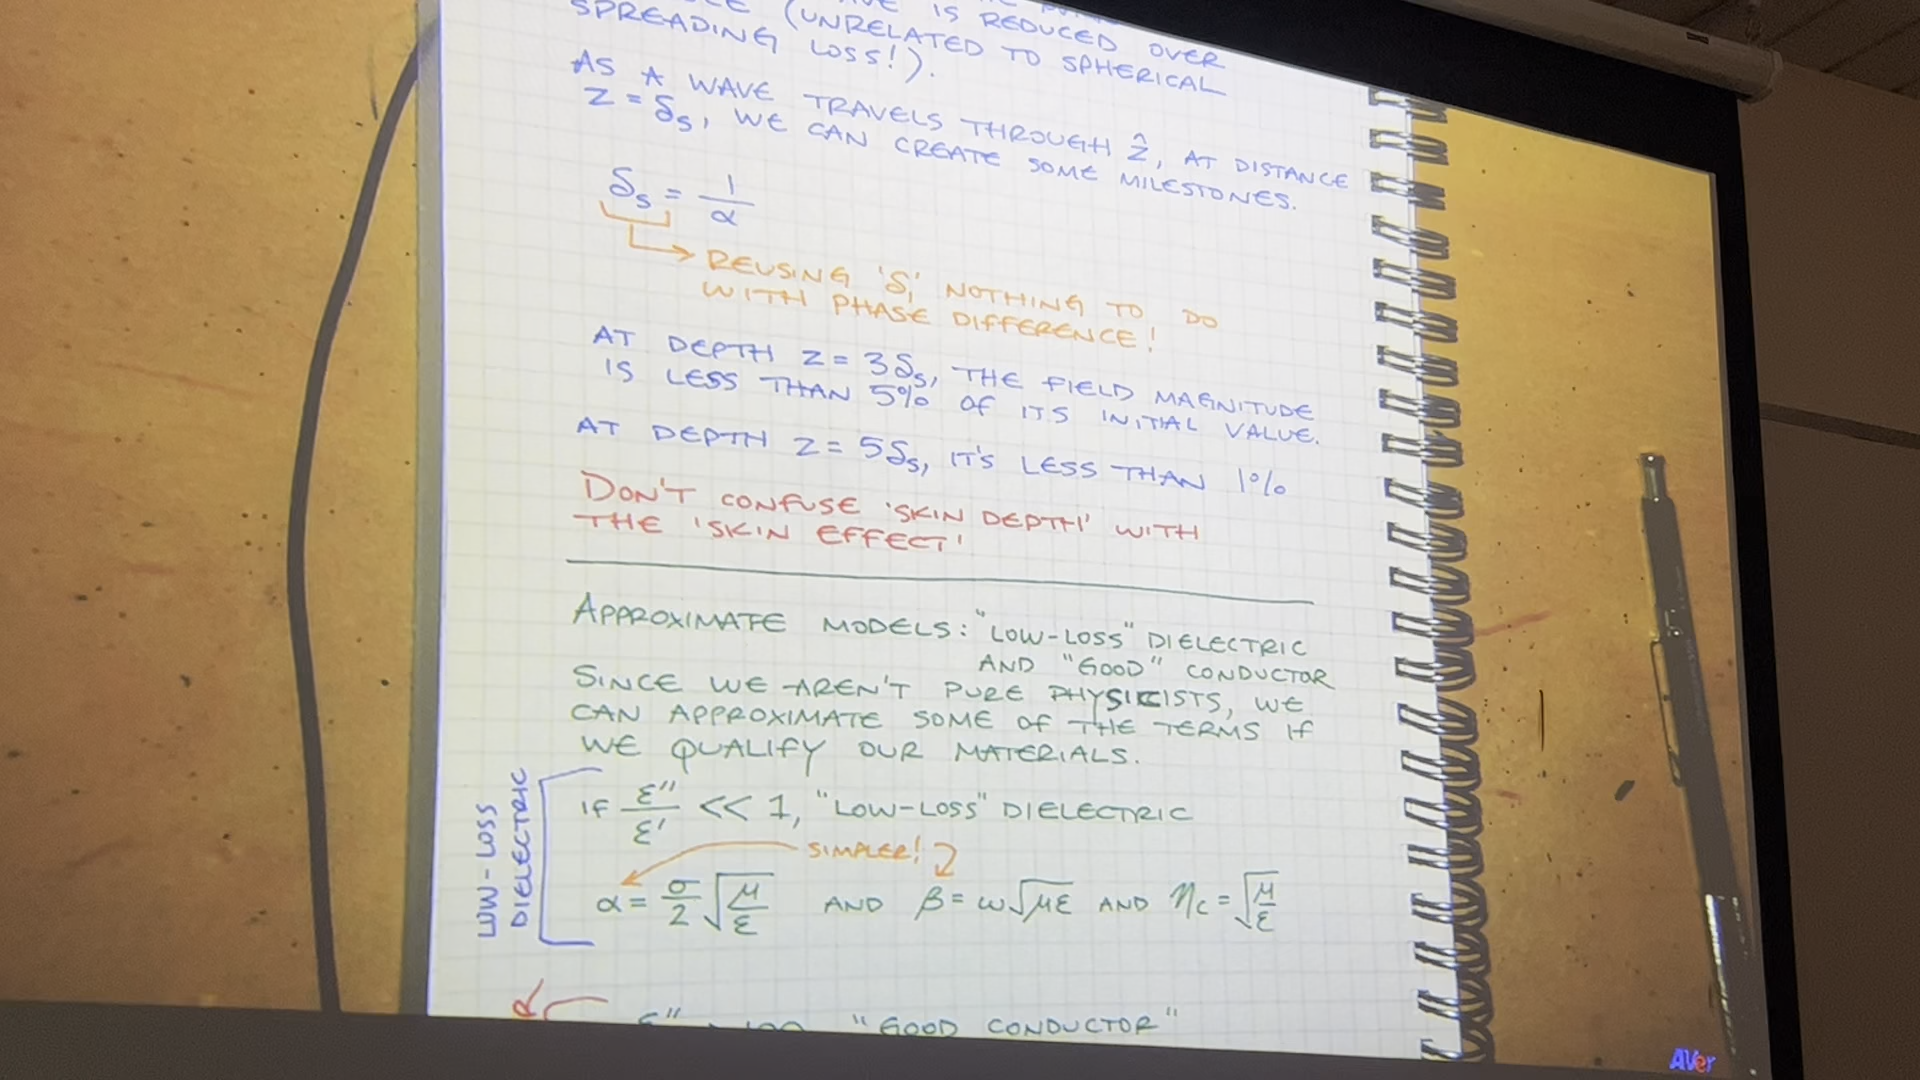 IS REDUCED OVER
SPREADING LOSS!). (UNRELATED TO SPHERICAL
AS A WAVE TRAVELS THROUGH ẑ, AT DISTANCE
Z = δs, WE CAN CREATE SOME MILESTONES.
δs = 1/α
REUSING 'δ,' NOTHING TO DO
WITH PHASE DIFFERENCE!
AT DEPTH Z = 3δs, THE FIELD MAGNITUDE
IS LESS THAN 5% OF ITS INITIAL VALUE.
AT DEPTH Z = 5δs, IT'S LESS THAN 1%
DON'T CONFUSE 'SKIN DEPTH' WITH
THE 'SKIN EFFECT'
APPROXIMATE MODELS: "LOW-LOSS" DIELECTRIC
AND "GOOD" CONDUCTOR
SINCE WE AREN'T PURE PHYSICISTS, WE
CAN APPROXIMATE SOME OF THE TERMS IF
WE QUALIFY OUR MATERIALS.
LOW-LOSS
DIELECTRIC
IF ε''/ε' << 1, "LOW-LOSS" DIELECTRIC
SIMPLER!
α = σ/2 √(μ/ε) AND β = ω√με AND ηc = √(μ/ε)
ε'' "GOOD CONDUCTOR"
AVer